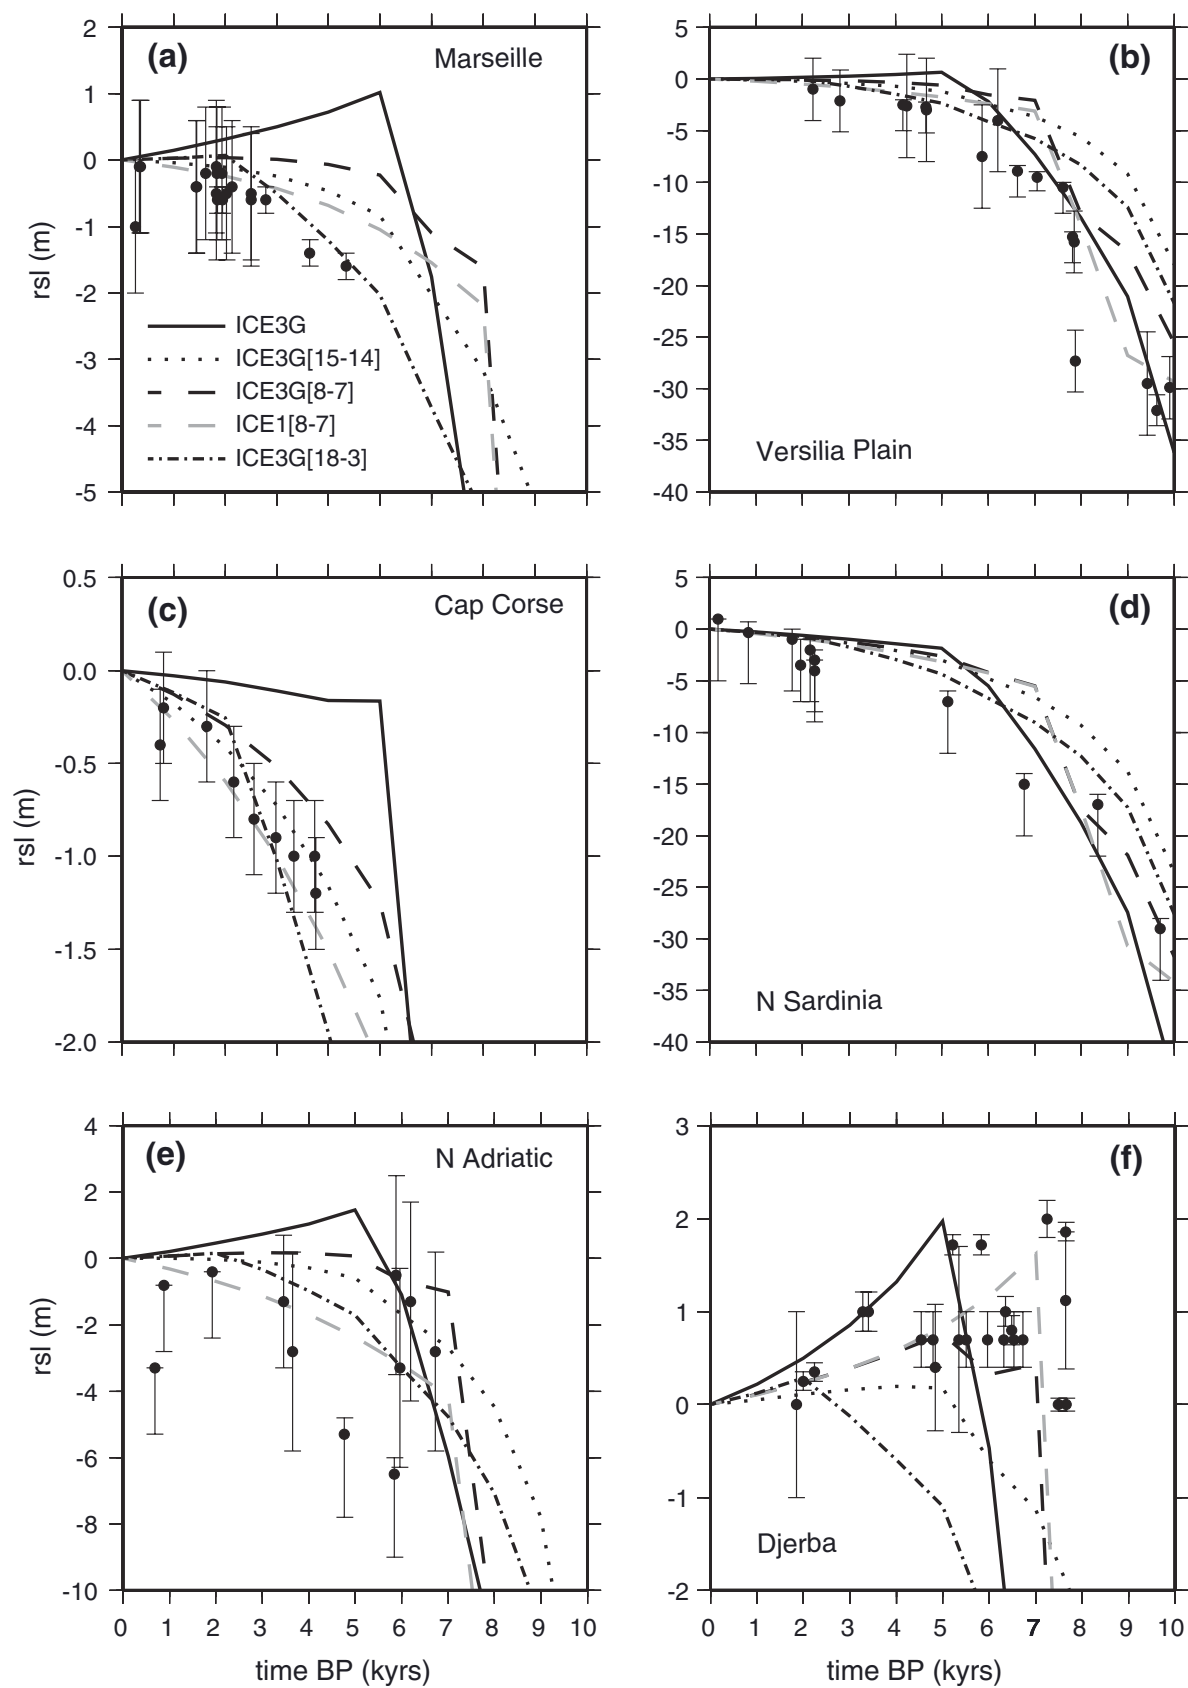 (a) Marseille
2
1
0
-1
-2
-3
-4
-5
rsl (m)
ICE3G
ICE3G[15-14]
ICE3G[8-7]
ICE1[8-7]
ICE3G[18-3]
(b)
5
0
-5
-10
-15
-20
-25
-30
-35
-40
Versilia Plain
(c) Cap Corse
0.5
0.0
-0.5
-1.0
-1.5
-2.0
rsl (m)
(d)
5
0
-5
-10
-15
-20
-25
-30
-35
-40
N Sardinia
(e) N Adriatic
4
2
0
-2
-4
-6
-8
-10
rsl (m)
0 1 2 3 4 5 6 7 8 9 10
time BP (kyrs)
(f)
3
2
1
0
-1
-2
Djerba
0 1 2 3 4 5 6 7 8 9 10
time BP (kyrs)